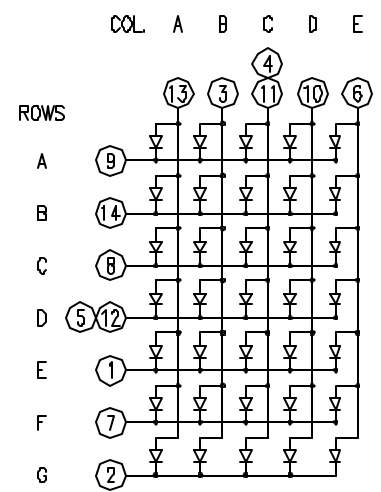 COL. A B C D E
4
13 3 11 10 6
ROWS
A 9
B 14
C 8
D 5 12
E 1
F 7
G 2